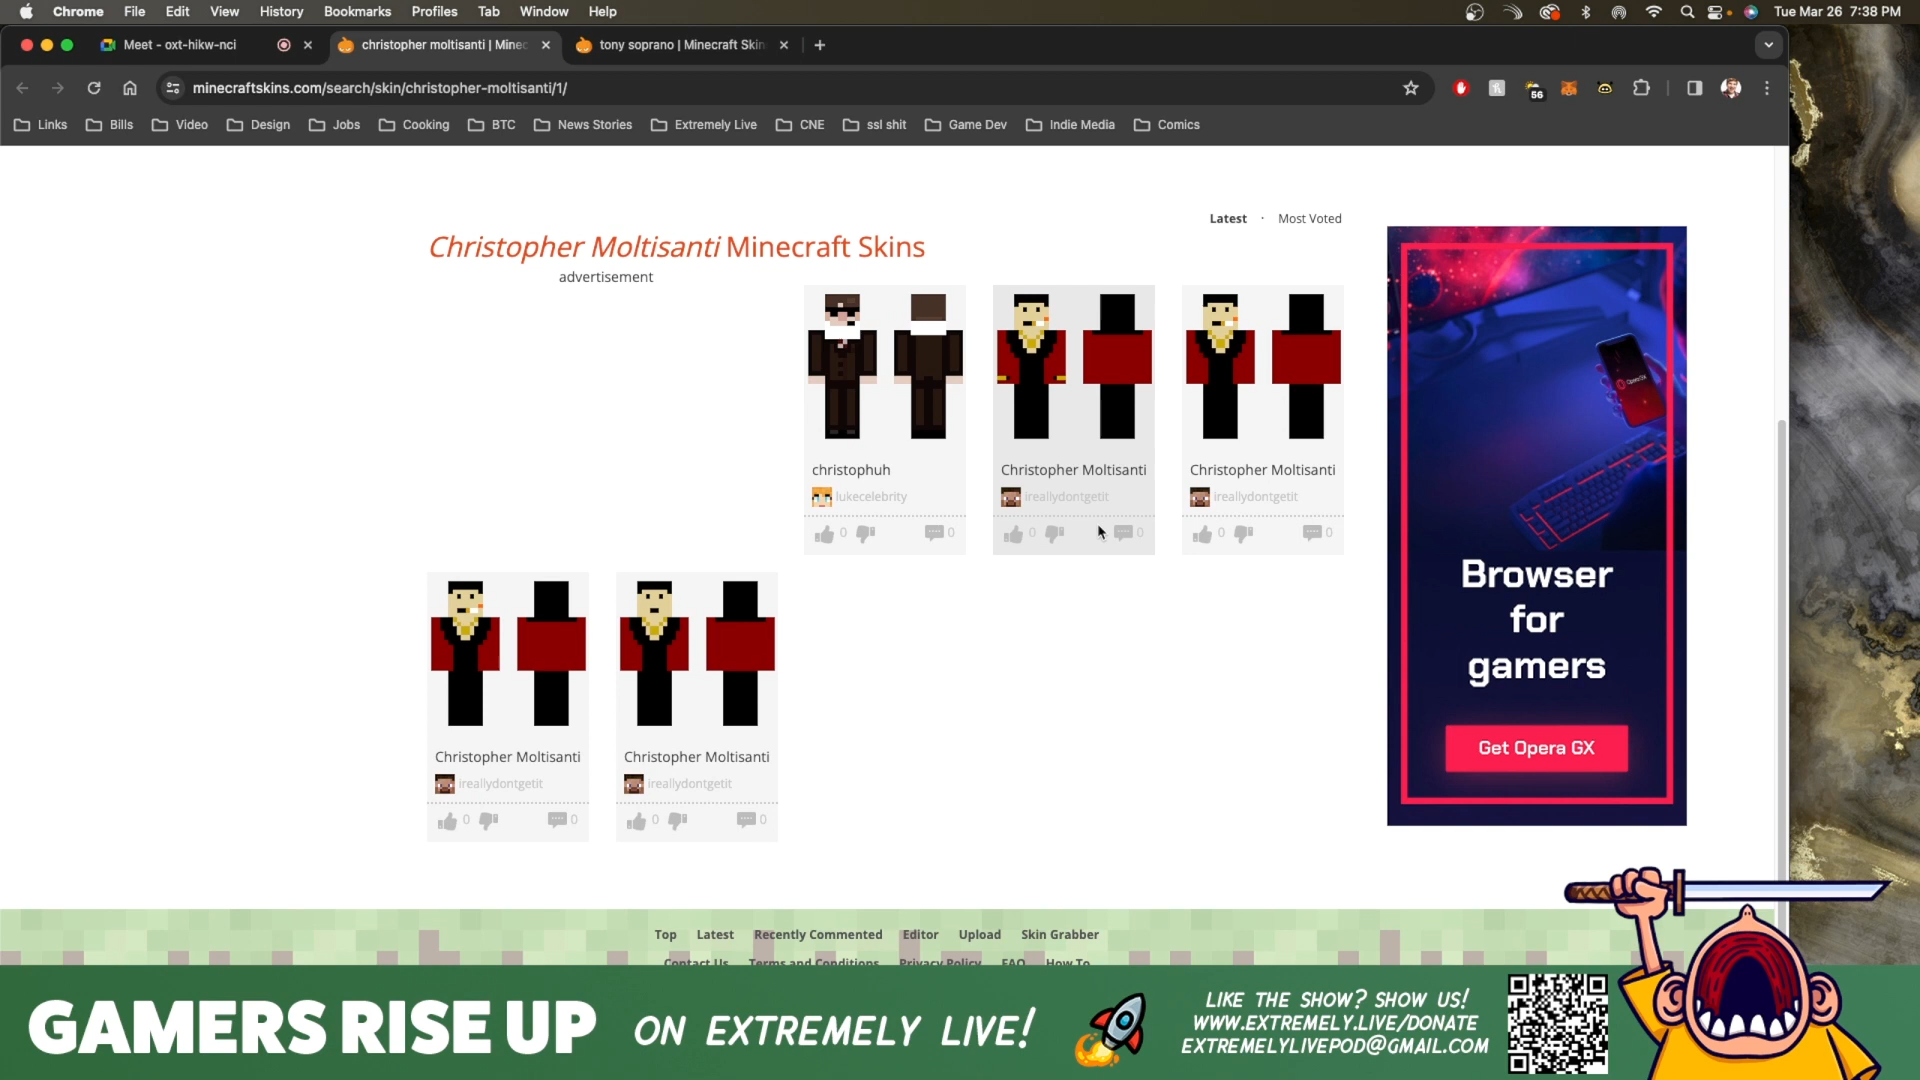 Chrome File Edit View History Bookmarks Profiles Tab Window Help
Tue Mar 26 7:38 PM
Meet - oxt-hikw-nci
christopher moltisanti | Minec
tony soprano | Minecraft Skin
minecraftskins.com/search/skin/christopher-moltisanti/1/
56
Links Bills Video Design Jobs Cooking BTC News Stories Extremely Live CNE ssl shit Game Dev Indie Media Comics
Latest · Most Voted
Christopher Moltisanti Minecraft Skins
advertisement
christophuh
lukecelebrity
0 0
Christopher Moltisanti
ireallydontgetit
0 0
Christopher Moltisanti
ireallydontgetit
0 0
Christopher Moltisanti
ireallydontgetit
0 0
Christopher Moltisanti
ireallydontgetit
0 0
Browser
for
gamers
Get Opera GX
Top Latest Recently Commented Editor Upload Skin Grabber
Contact Us Terms and Conditions Privacy Policy FAQ How To
GAMERS RISE UP
ON EXTREMELY LIVE!
LIKE THE SHOW? SHOW US!
WWW.EXTREMELY.LIVE/DONATE
EXTREMELYLIVEPOD@GMAIL.COM